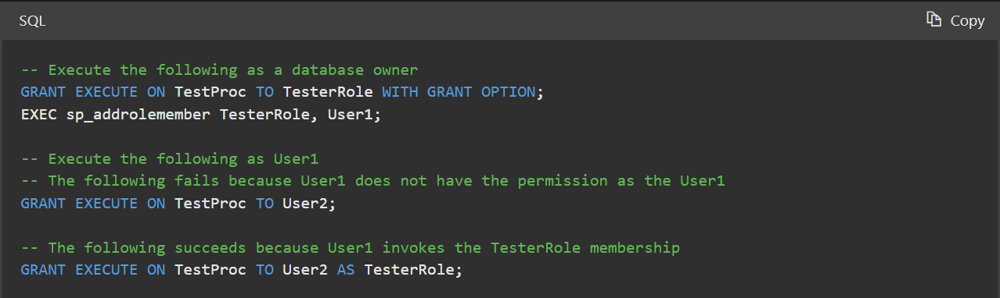 SQL
Copy
-- Execute the following as a database owner
GRANT EXECUTE ON TestProc TO TesterRole WITH GRANT OPTION;
EXEC sp_addrolemember TesterRole, User1;
-- Execute the following as User1
-- The following fails because User1 does not have the permission as the User1
GRANT EXECUTE ON TestProc TO User2;
-- The following succeeds because User1 invokes the TesterRole membership
GRANT EXECUTE ON TestProc TO User2 AS TesterRole;